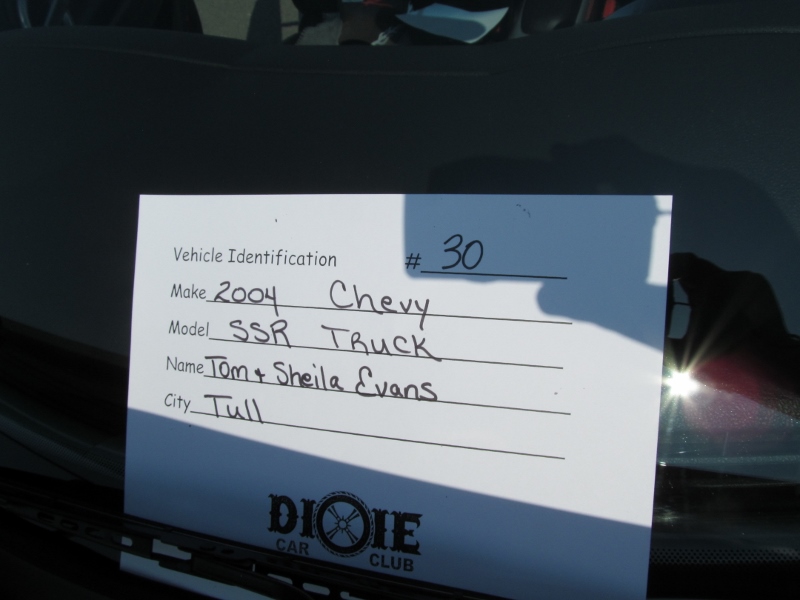 Vehicle Identification # 30
Make 2004 Chevy
Model SSR Truck
Name Tom + Sheila Evans
City Tull
DIXIE
CAR CLUB